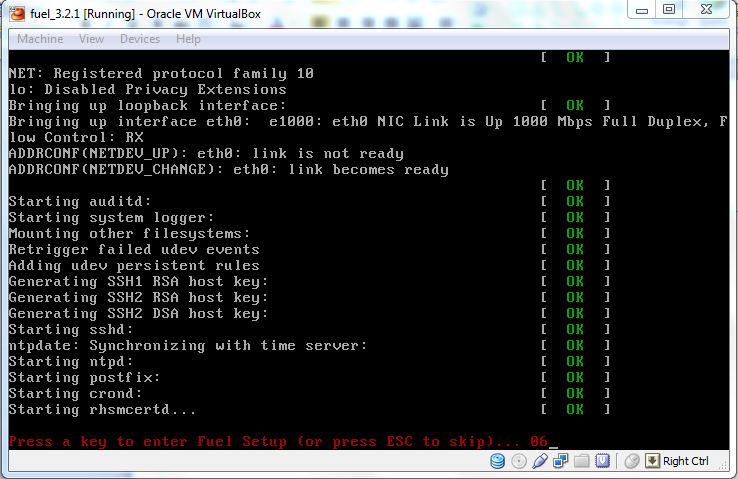 fuel_3.2.1 [Running] - Oracle VM VirtualBox
Machine View Devices Help
[ OK ]
NET: Registered protocol family 10
lo: Disabled Privacy Extensions
Bringing up loopback interface: [ OK ]
Bringing up interface eth0: e1000: eth0 NIC Link is Up 1000 Mbps Full Duplex, F
low Control: RX
ADDRCONF(NETDEV_UP): eth0: link is not ready
ADDRCONF(NETDEV_CHANGE): eth0: link becomes ready
[ OK ]
Starting auditd: [ OK ]
Starting system logger: [ OK ]
Mounting other filesystems: [ OK ]
Retrigger failed udev events [ OK ]
Adding udev persistent rules [ OK ]
Generating SSH1 RSA host key: [ OK ]
Generating SSH2 RSA host key: [ OK ]
Generating SSH2 DSA host key: [ OK ]
Starting sshd: [ OK ]
ntpdate: Synchronizing with time server: [ OK ]
Starting ntpd: [ OK ]
Starting postfix: [ OK ]
Starting crond: [ OK ]
Starting rhsmcertd... [ OK ]
Press a key to enter Fuel Setup (or press ESC to skip)... 06_
Right Ctrl